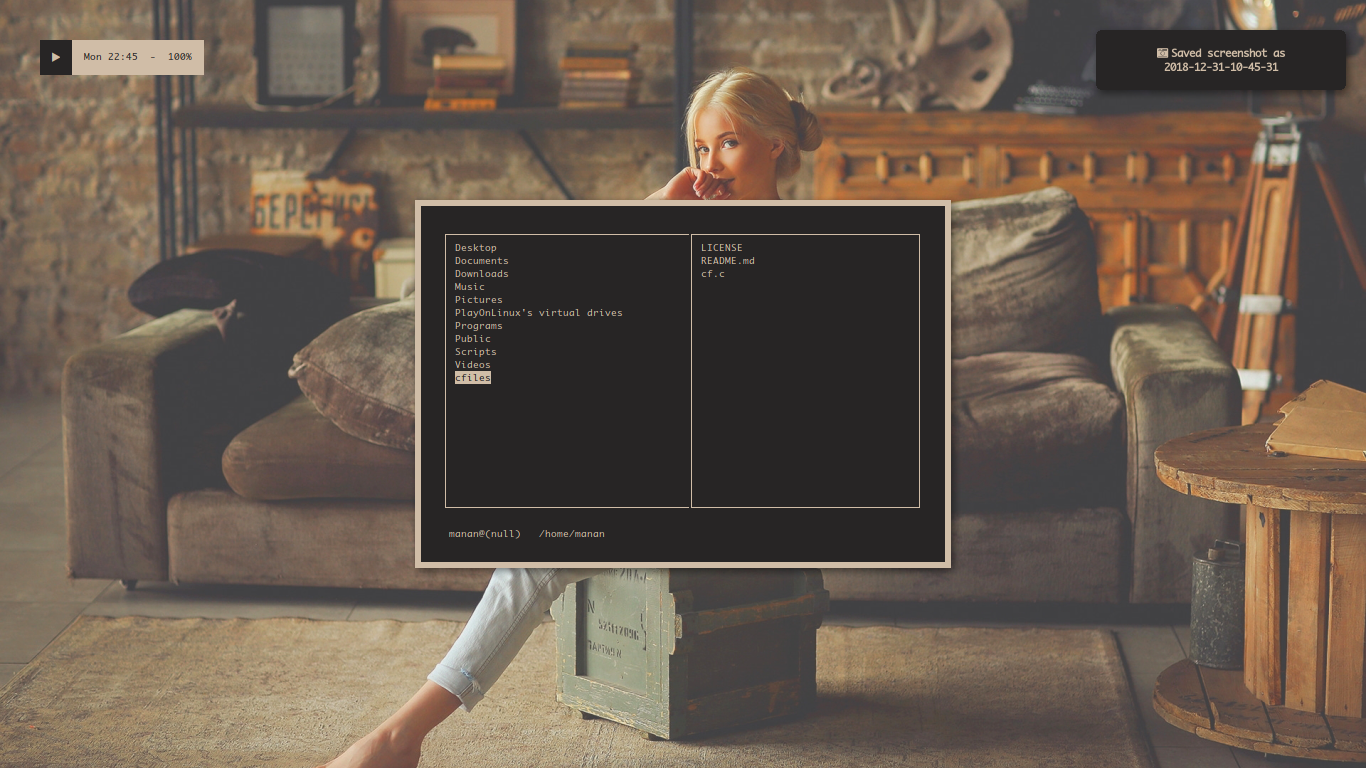 Mon 22:45 - 100%
Saved screenshot as
2018-12-31-10-45-31
БЕРЕГИСЬ
Desktop
Documents
Downloads
Music
Pictures
PlayOnLinux's virtual drives
Programs
Public
Scripts
Videos
cfiles
LICENSE
README.md
cf.c
manan@(null) /home/manan